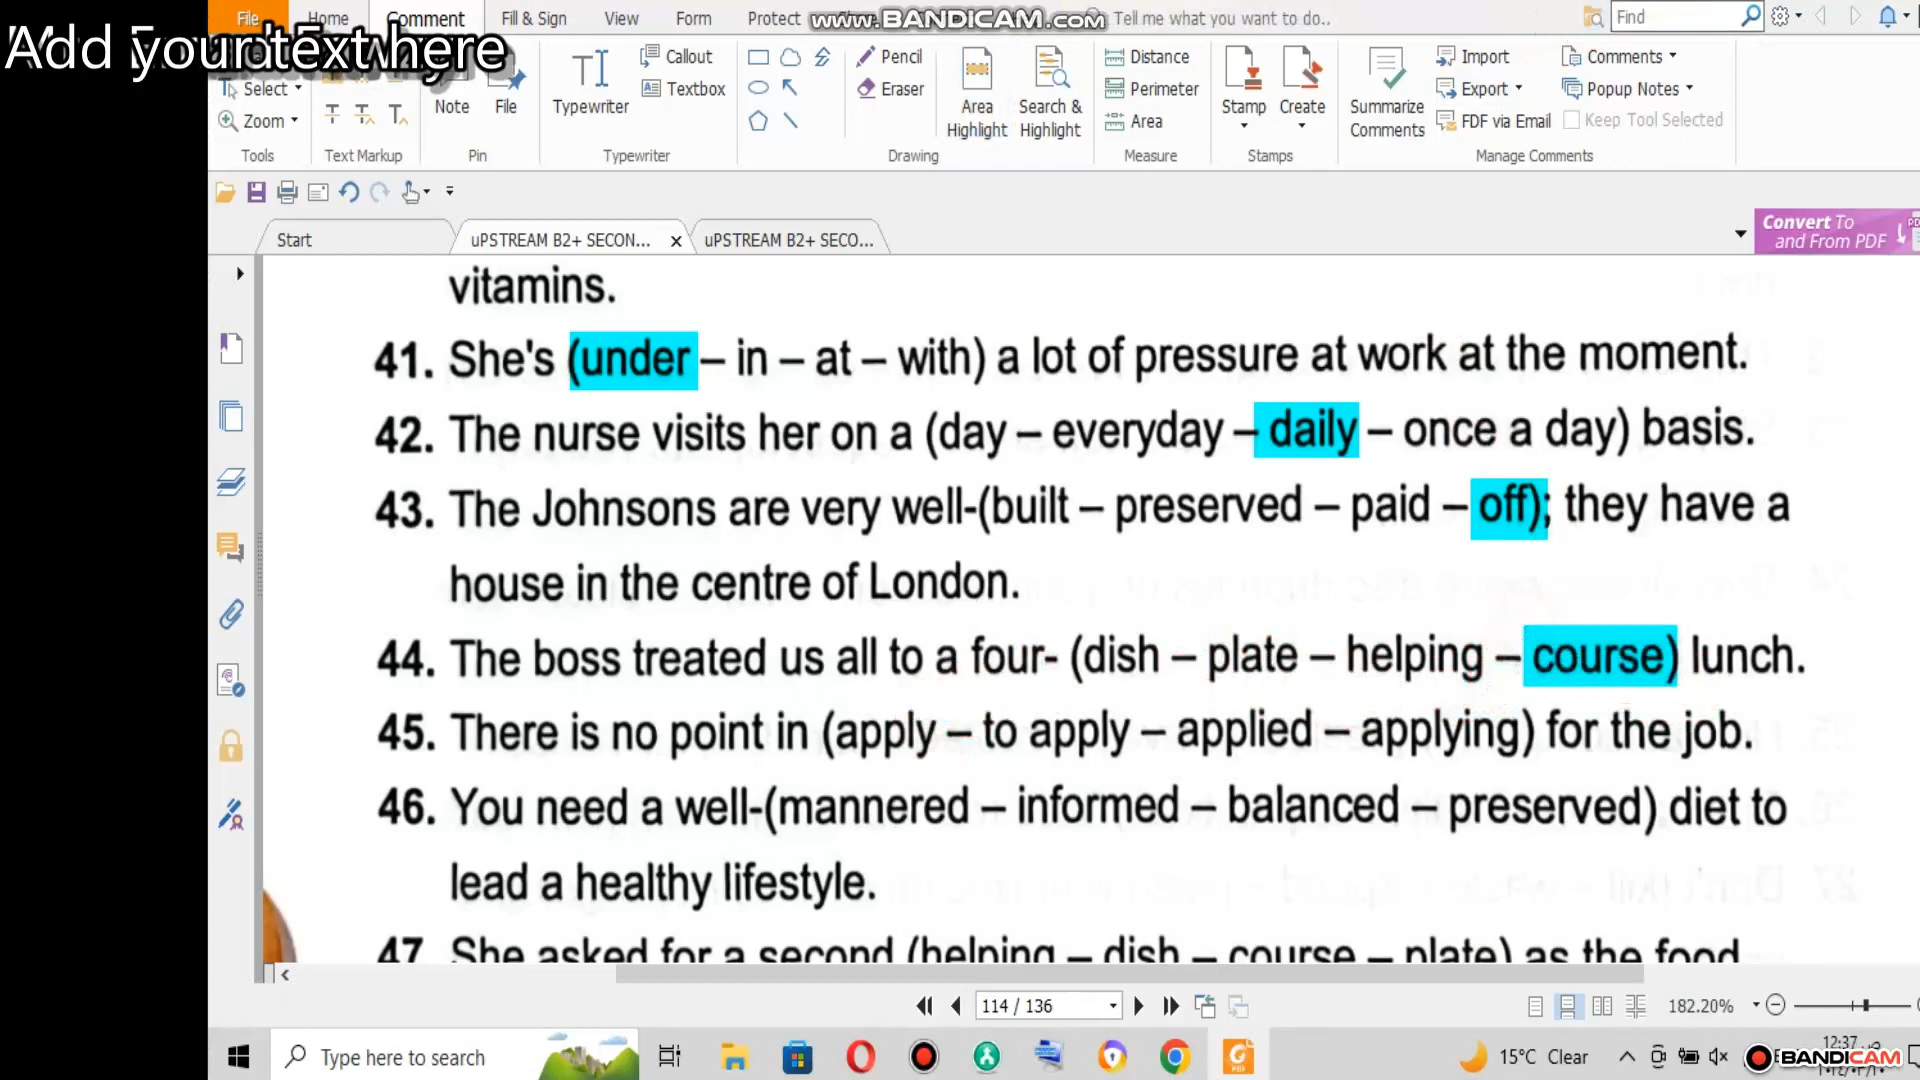 File Home Comment Fill & Sign View Form Protect www.BANDICAM.com Tell me what you want to do.. Find
Add your text here
Select Zoom Tools
Text Markup
Note File Pin
Typewriter Callout Textbox Typewriter
Pencil Eraser Area Highlight Search & Highlight Drawing
Distance Perimeter Area Measure
Stamp Create Stamps
Summarize Comments Import Export FDF via Email Comments Popup Notes Keep Tool Selected Manage Comments
Start uPSTREAM B2+ SECON... × uPSTREAM B2+ SECO... Convert To and From PDF
vitamins.
41. She's (under – in – at – with) a lot of pressure at work at the moment.
42. The nurse visits her on a (day – everyday – daily – once a day) basis.
43. The Johnsons are very well-(built – preserved – paid – off); they have a
house in the centre of London.
44. The boss treated us all to a four- (dish – plate – helping – course) lunch.
45. There is no point in (apply – to apply – applied – applying) for the job.
46. You need a well-(mannered – informed – balanced – preserved) diet to
lead a healthy lifestyle.
47. She asked for a second (helping – dish – course – plate) as the food
114 / 136 182.20%
Type here to search 15°C Clear 12:37 BANDICAM